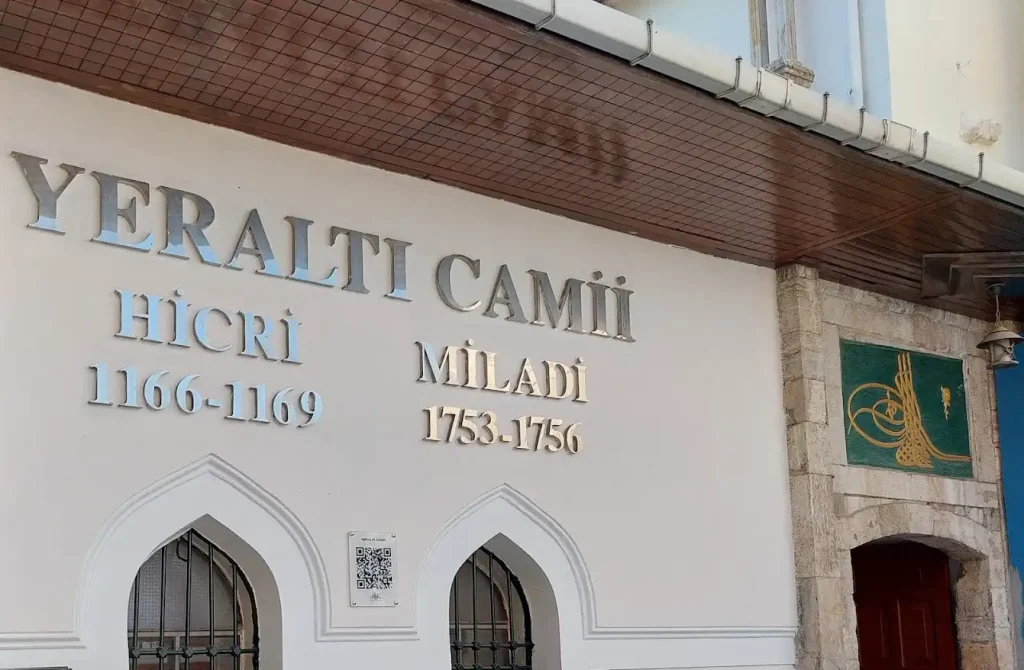 YERALTI CAMİİ
HİCRİ
1166-1169
MİLADİ
1753-1756